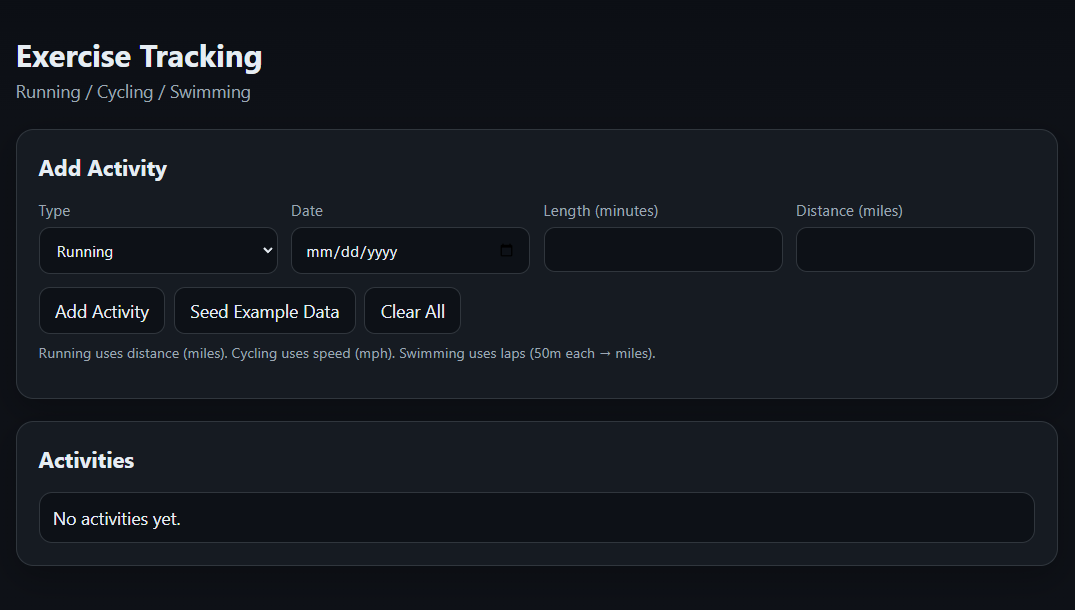 Exercise Tracking
Running / Cycling / Swimming
Add Activity
Type Date Length (minutes) Distance (miles)
Running mm/dd/yyyy
Add Activity Seed Example Data Clear All
Running uses distance (miles). Cycling uses speed (mph). Swimming uses laps (50m each → miles).
Activities
No activities yet.